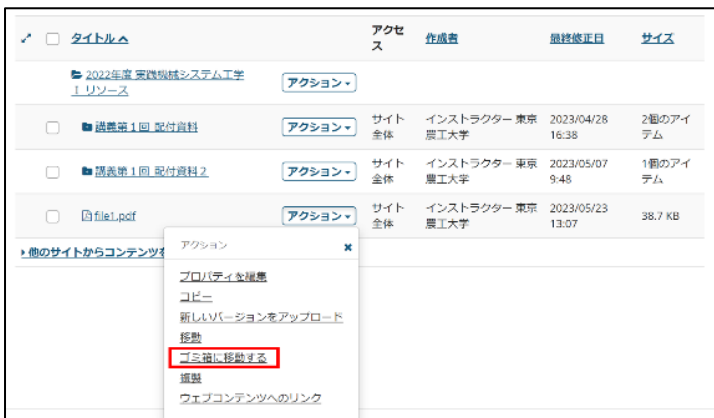 タイトル へ アクセス 作成者 最終修正日 サイズ
2022年度 実践機械システム工学
Ⅰ リソース
アクション
講義第1回 配付資料
アクション
サイト
全体
インストラクター 東京
農工大学
2023/04/28
16:38
2個のアイ
テム
講義第1回 配付資料2
アクション
サイト
全体
インストラクター 東京
農工大学
2023/05/07
9:48
1個のアイ
テム
file1.pdf
アクション
サイト
全体
インストラクター 東京
農工大学
2023/05/23
13:07
38.7 KB
他のサイトからコンテンツを
アクション
プロパティを編集
コピー
新しいバージョンをアップロード
移動
ゴミ箱に移動する
複製
ウェブコンテンツへのリンク